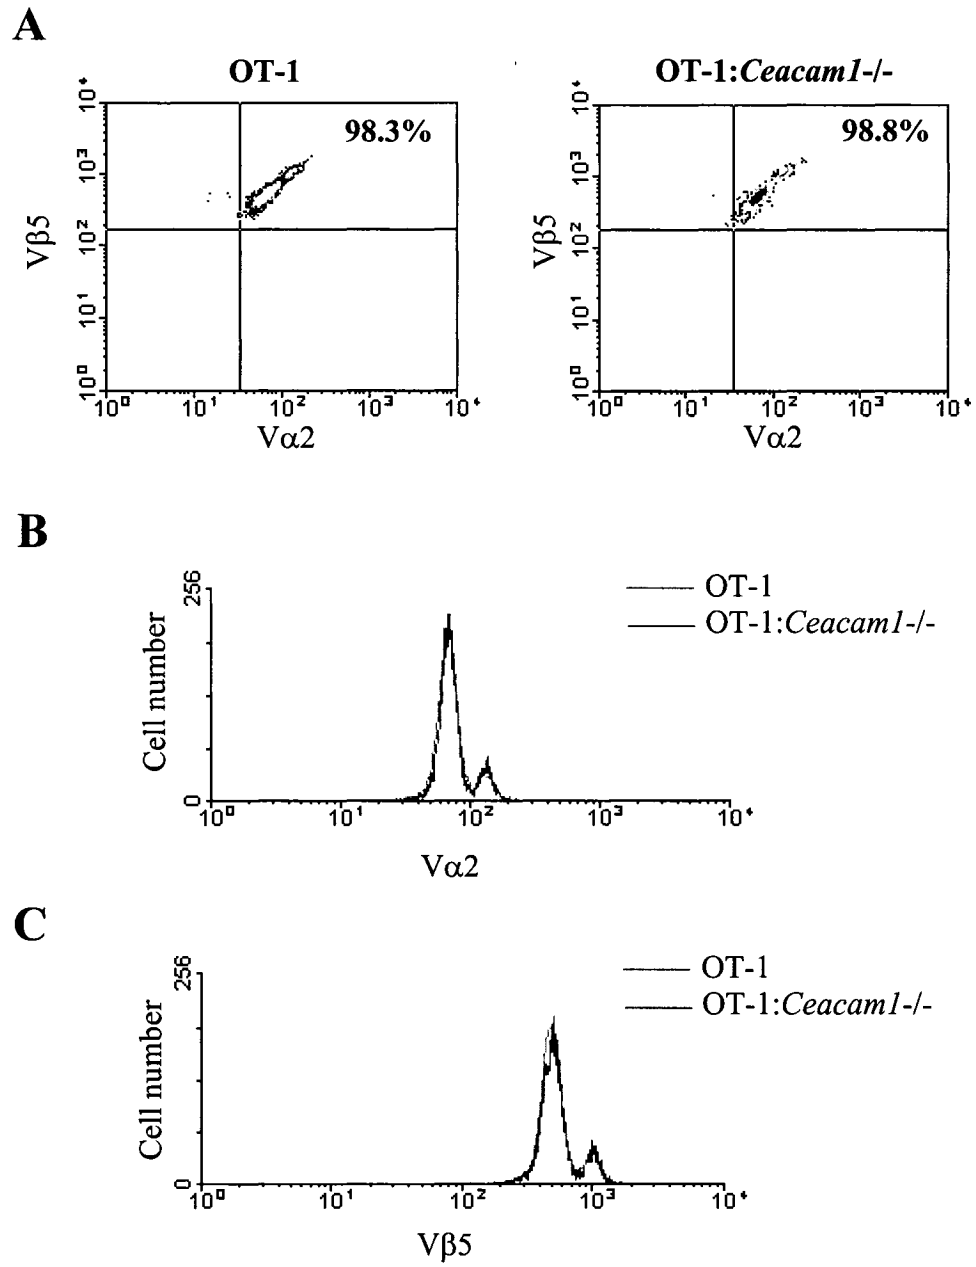 A
OT-1
OT-1:Ceacam1-/-
98.3%
98.8%
Vβ5
10⁴
10³
10²
10¹
10⁰
10⁰ 10¹ 10² 10³ 10⁴
Vα2
Vβ5
10⁴
10³
10²
10¹
10⁰
10⁰ 10¹ 10² 10³ 10⁴
Vα2
B
256
Cell number
0
10⁰ 10¹ 10² 10³ 10⁴
Vα2
OT-1
OT-1:Ceacam1-/-
C
256
Cell number
0
10⁰ 10¹ 10² 10³ 10⁴
Vβ5
OT-1
OT-1:Ceacam1-/-